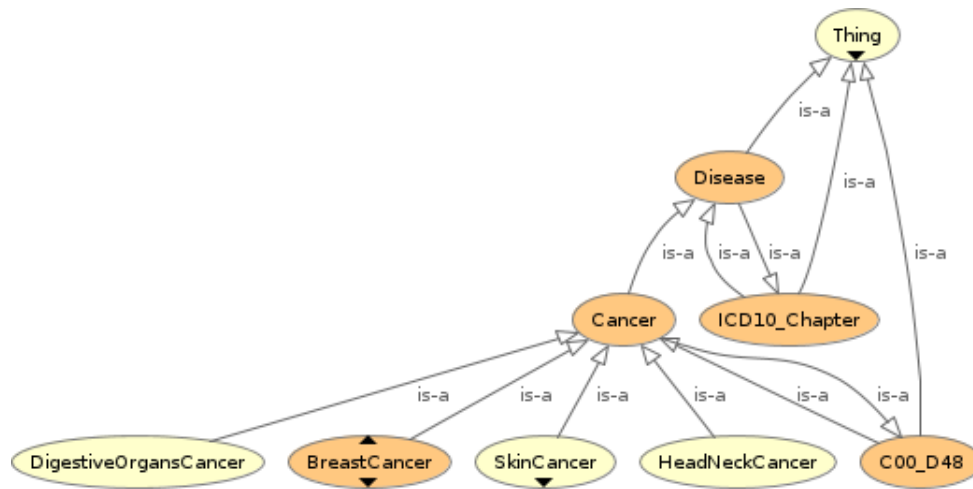 Thing
is-a
Disease
is-a
is-a is-a is-a is-a
Cancer ICD10_Chapter
is-a is-a is-a is-a is-a
DigestiveOrgansCancer BreastCancer SkinCancer HeadNeckCancer C00_D48